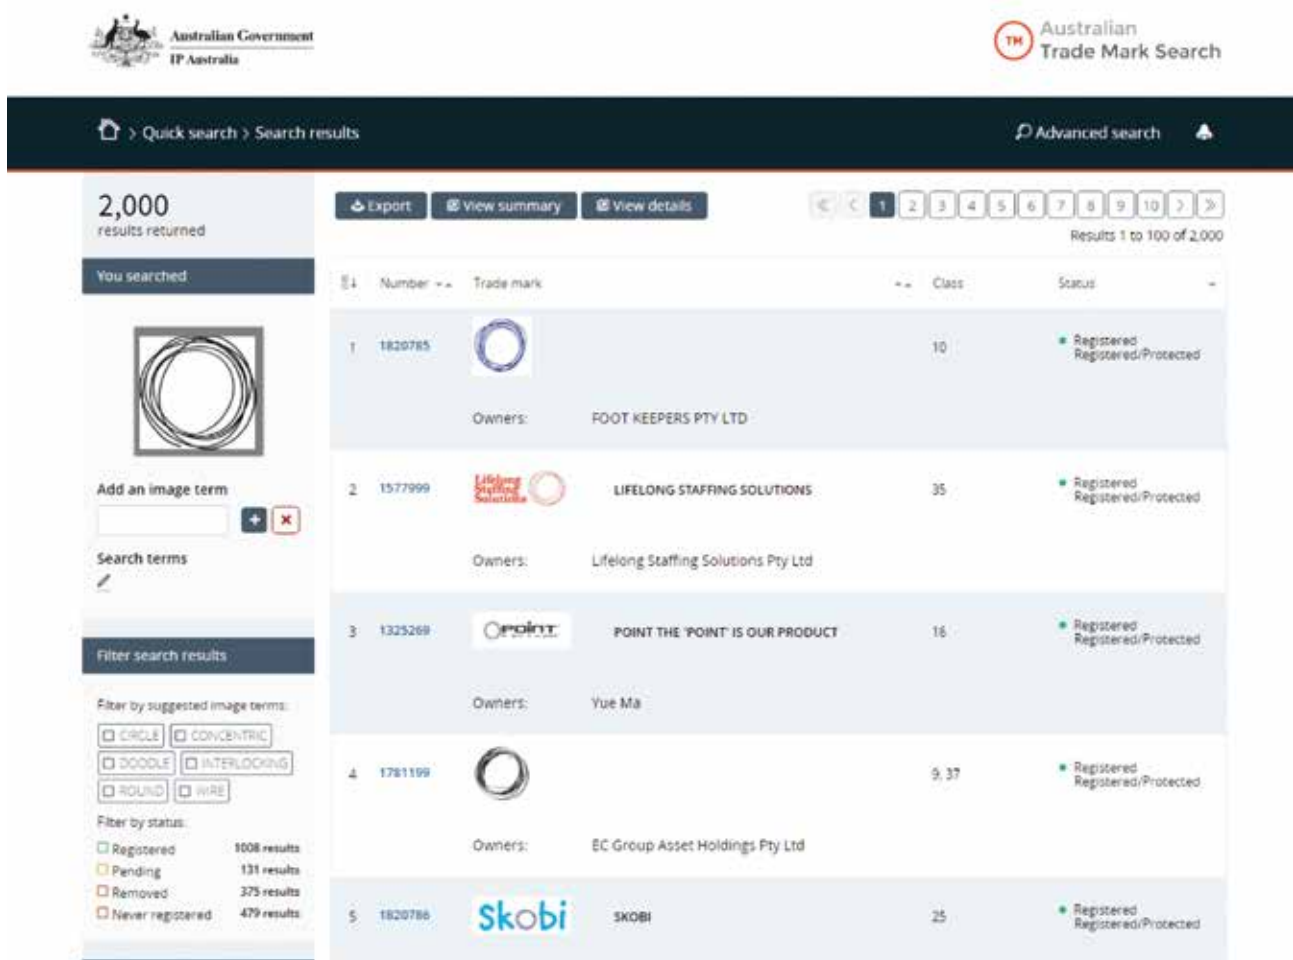 Australian Government
IP Australia
TM
Australian
Trade Mark Search
> Quick search > Search results
Advanced search
2,000
results returned
Export
View summary
View details
1 2 3 4 5 6 7 8 9 10
Results 1 to 100 of 2,000
You searched
Number
Trade mark
Class
Status
1 1820785 10 Registered
Registered/Protected
Owners: FOOT KEEPERS PTY LTD
Add an image term
Search terms
2 1577999 Lifelong Staffing Solutions LIFELONG STAFFING SOLUTIONS 35 Registered
Registered/Protected
Owners: Lifelong Staffing Solutions Pty Ltd
3 1325269 POINT POINT THE 'POINT' IS OUR PRODUCT 16 Registered
Registered/Protected
Owners: Yue Ma
Filter search results
Filter by suggested image terms:
CIRCLE CONCENTRIC
DOODLE INTERLOCKING
ROUND WIRE
Filter by status:
Registered 1008 results
Pending 131 results
Removed 375 results
Never registered 479 results
4 1781199 9, 37 Registered
Registered/Protected
Owners: EC Group Asset Holdings Pty Ltd
5 1820786 Skobi SKOBI 25 Registered
Registered/Protected